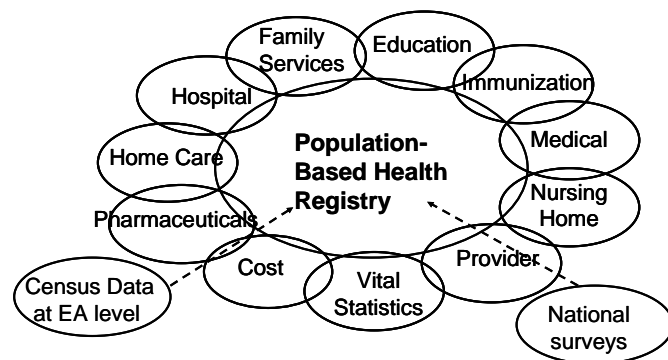 Family
Services
Education
Hospital
Immunization
Population-
Based Health
Registry
Medical
Home Care
Nursing
Home
Pharmaceuticals
Cost
Vital
Statistics
Provider
Census Data
at EA level
National
surveys